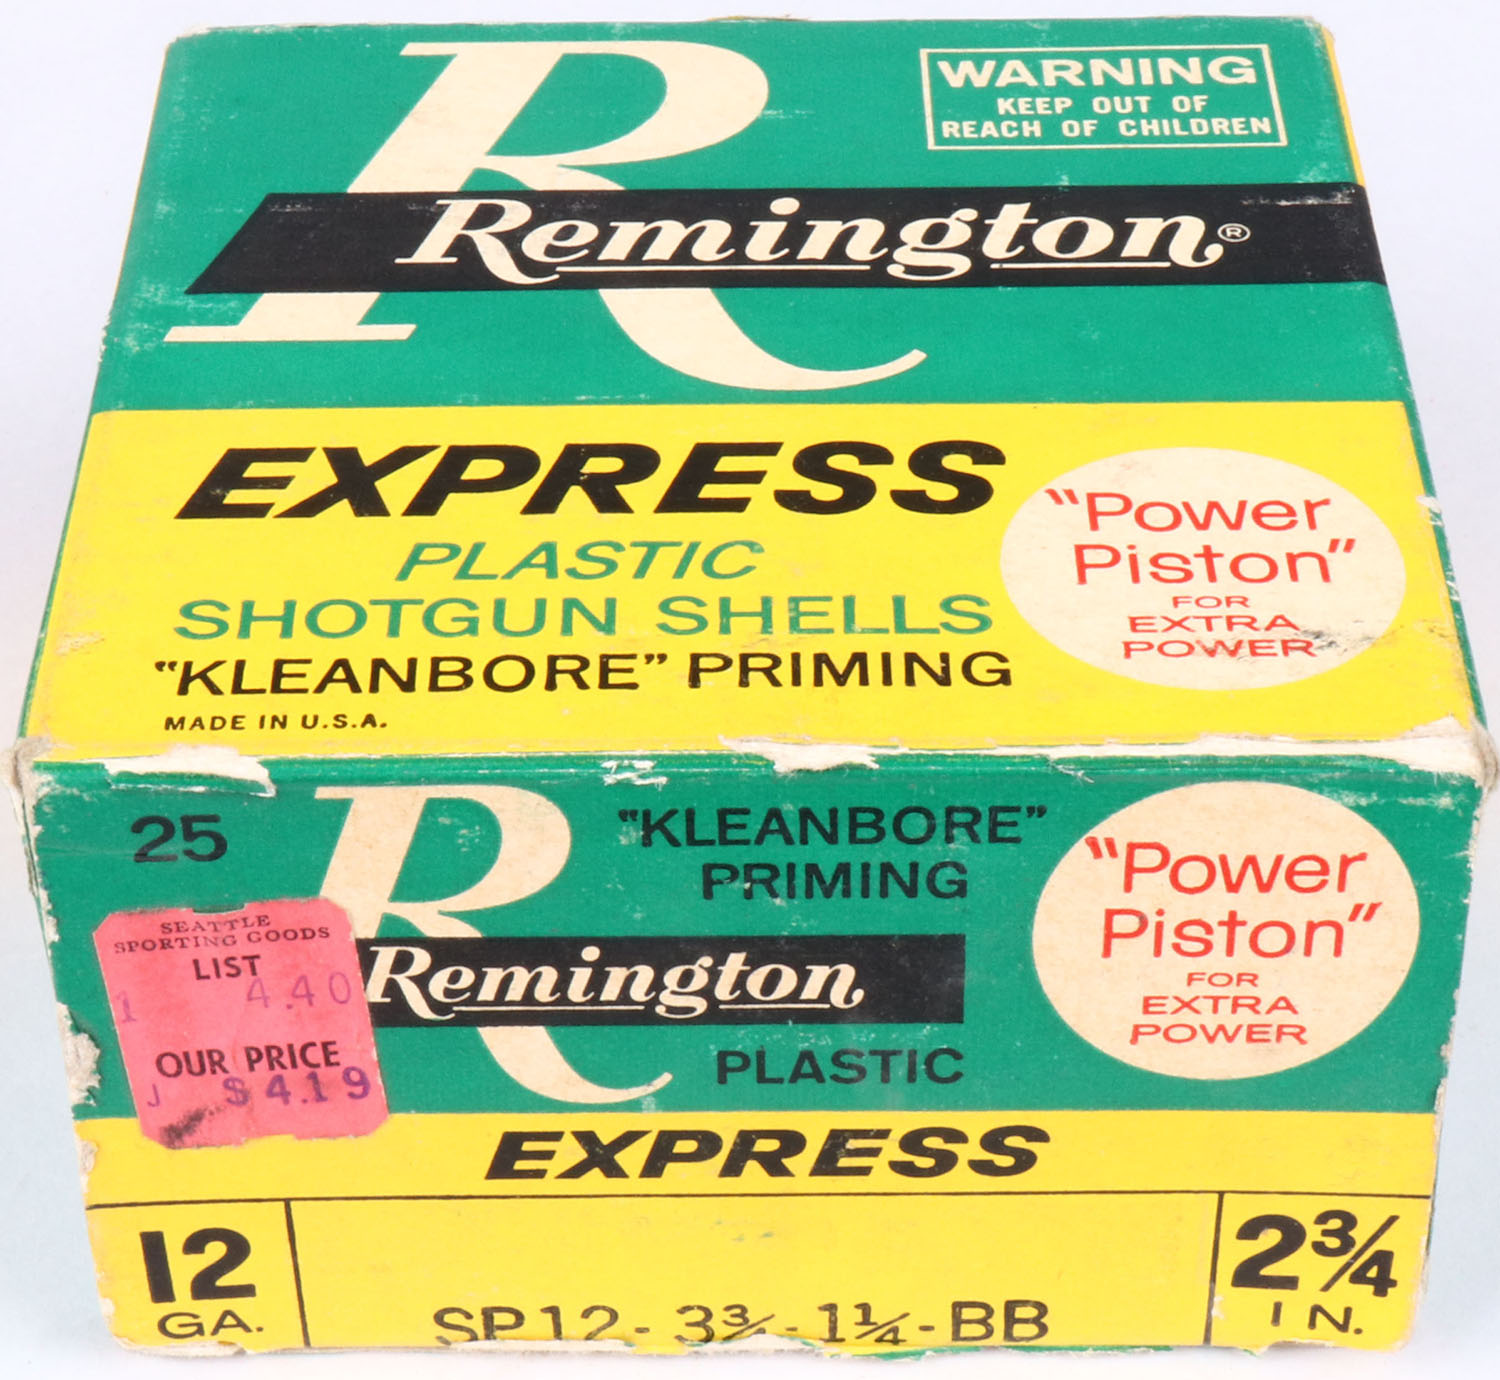 WARNING
KEEP OUT OF
REACH OF CHILDREN
R
Remington®
EXPRESS
PLASTIC
SHOTGUN SHELLS
"KLEANBORE" PRIMING
MADE IN U.S.A.
"Power
Piston"
FOR
EXTRA
POWER
25
R
"KLEANBORE"
PRIMING
Remington
PLASTIC
"Power
Piston"
FOR
EXTRA
POWER
SEATTLE
SPORTING GOODS
LIST
1 4.40
OUR PRICE
J $4.19
EXPRESS
12
GA.
SP12-3¾-1¼-BB
2¾
IN.